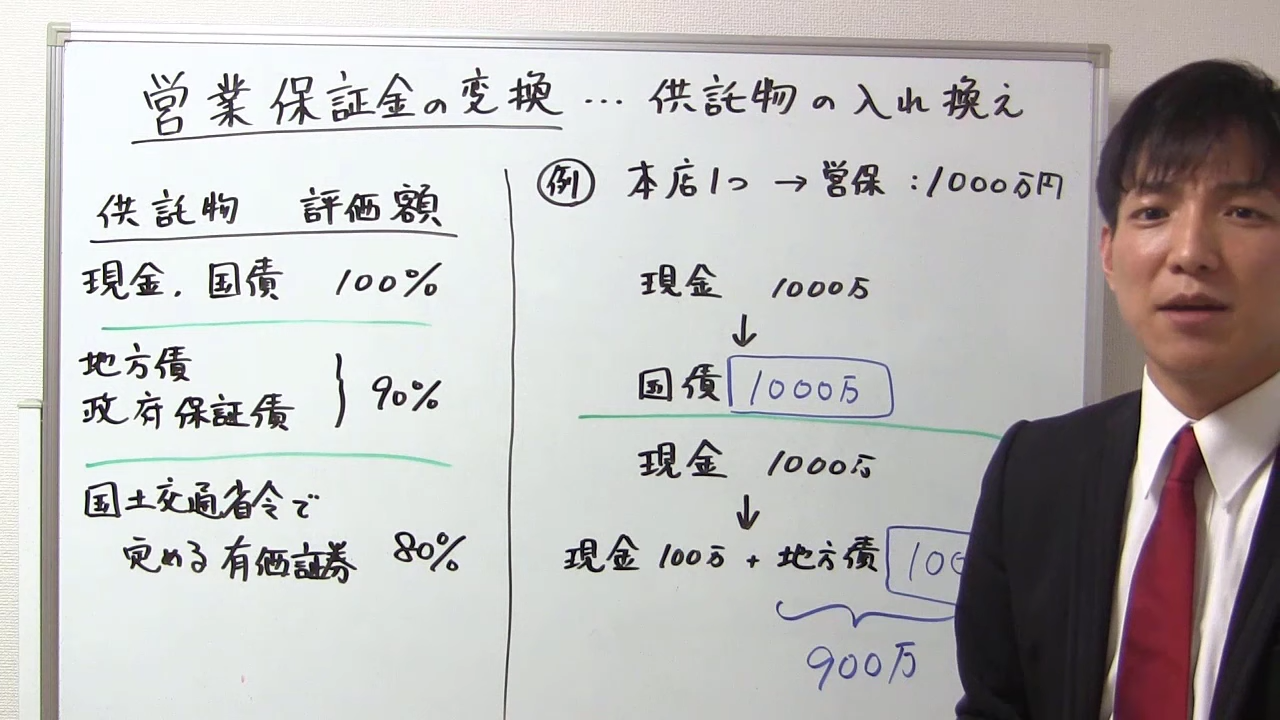 営業保証金の変換…供託物の入れ換え
供託物 評価額
現金.国債 100%
地方債
政府保証債 } 90%
国土交通省令で
定める有価証券 80%
例 本店1つ→営保:1000万円
現金 1000万
↓
国債 1000万
現金 1000万
↓
現金 100万+地方債 100
900万